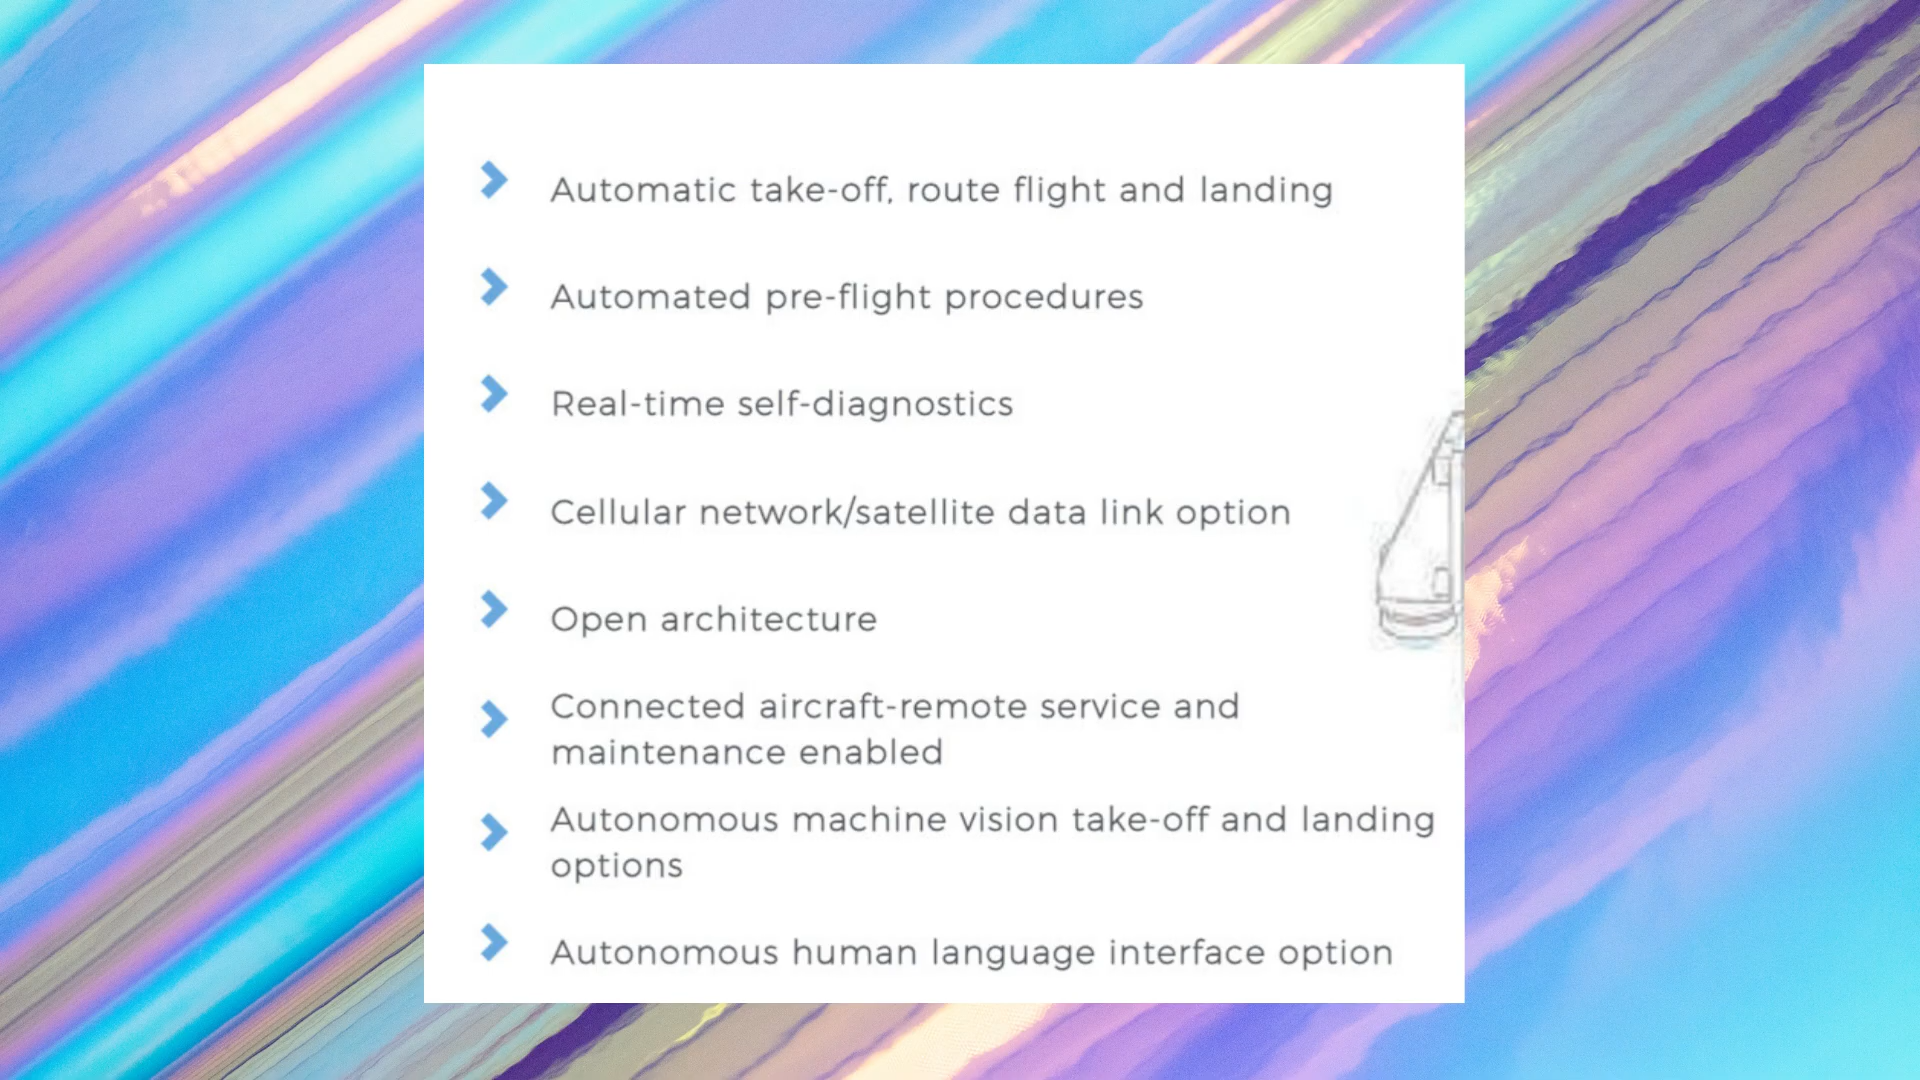 Automatic take-off, route flight and landing
Automated pre-flight procedures
Real-time self-diagnostics
Cellular network/satellite data link option
Open architecture
Connected aircraft-remote service and
maintenance enabled
Autonomous machine vision take-off and landing
options
Autonomous human language interface option